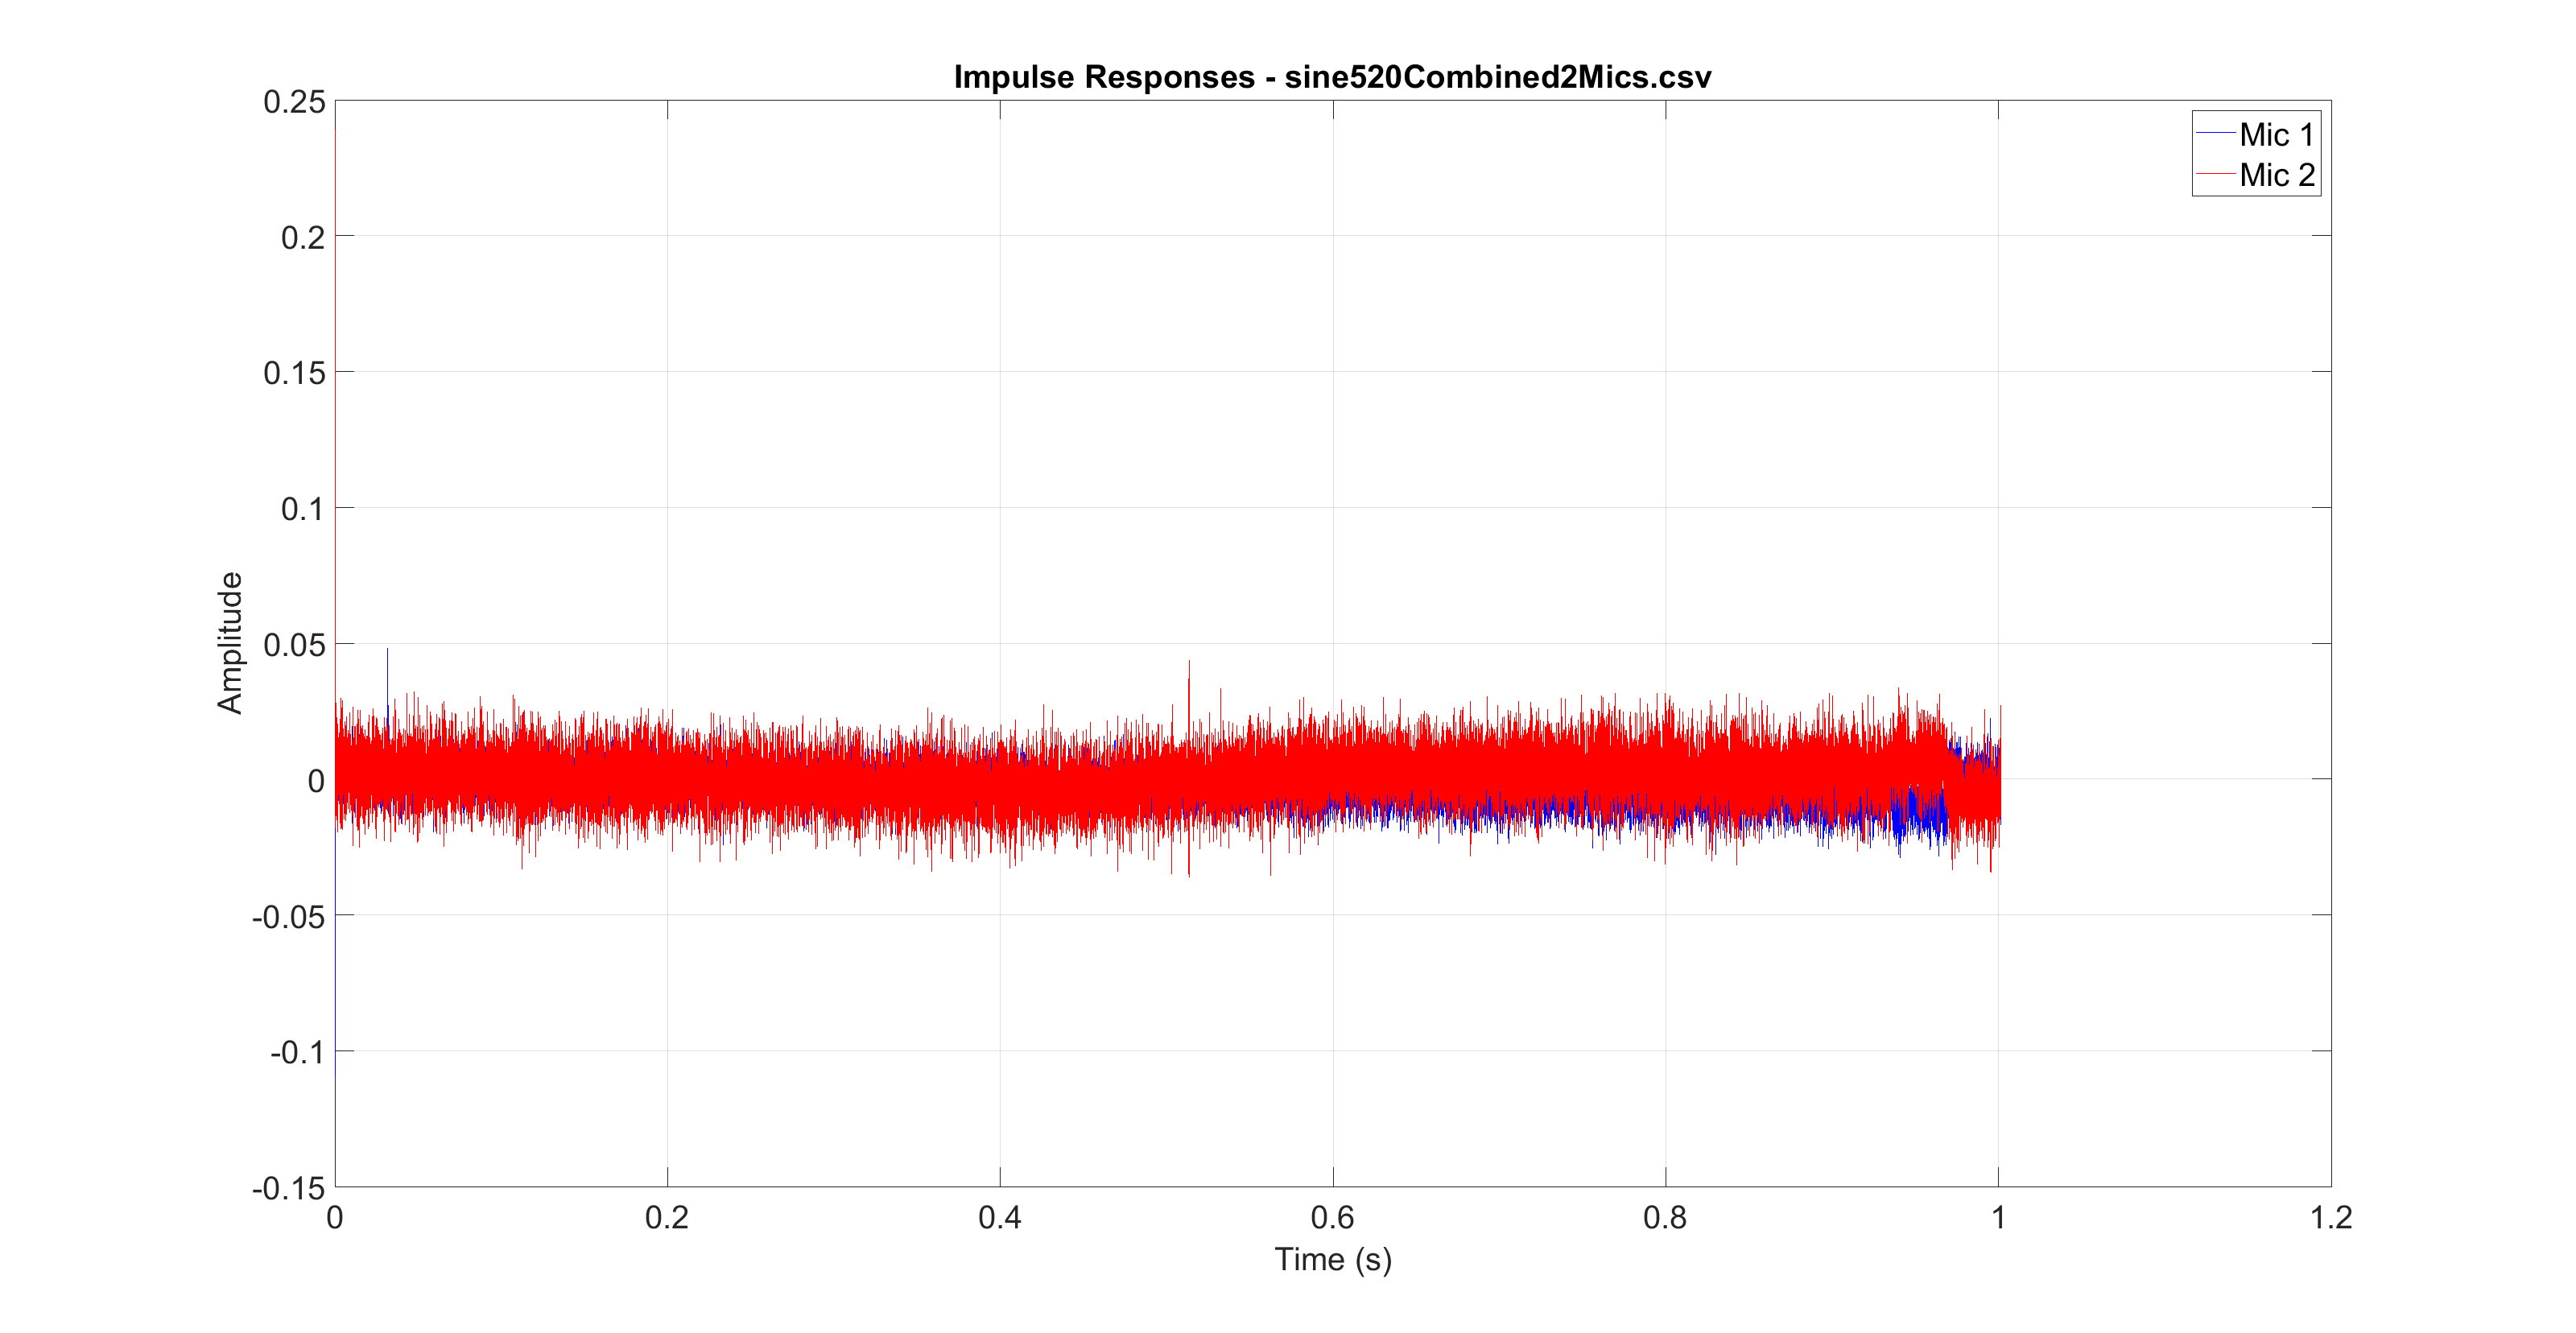 Impulse Responses - sine520Combined2Mics.csv
0.25
0.2
0.15
0.1
0.05
0
-0.05
-0.1
-0.15
Amplitude
Mic 1
Mic 2
0 0.2 0.4 0.6 0.8 1 1.2
Time (s)